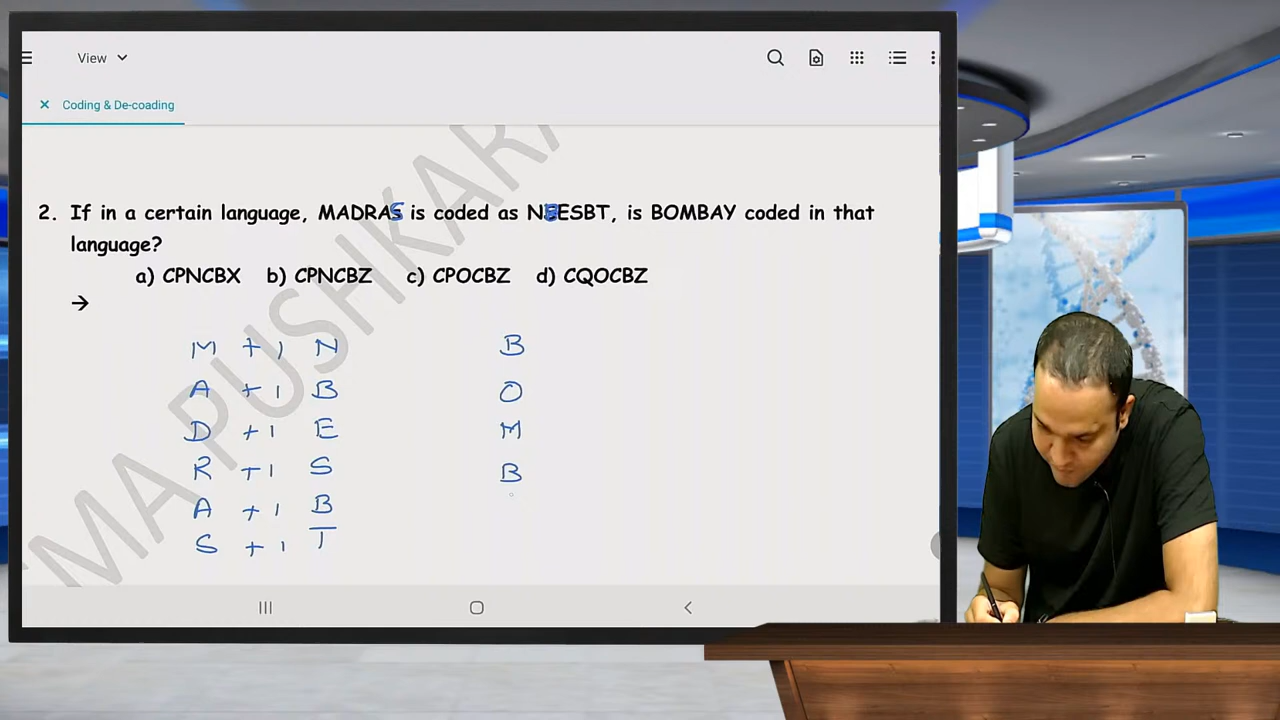 View
Coding & De-coading
2. If in a certain language, MADRAS is coded as NBESBT, is BOMBAY coded in that
language?
a) CPNCBX b) CPNCBZ c) CPOCBZ d) CQOCBZ
→
M +1 N B
A +1 B O
D +1 E M
R +1 S B
A +1 B
S +1 T